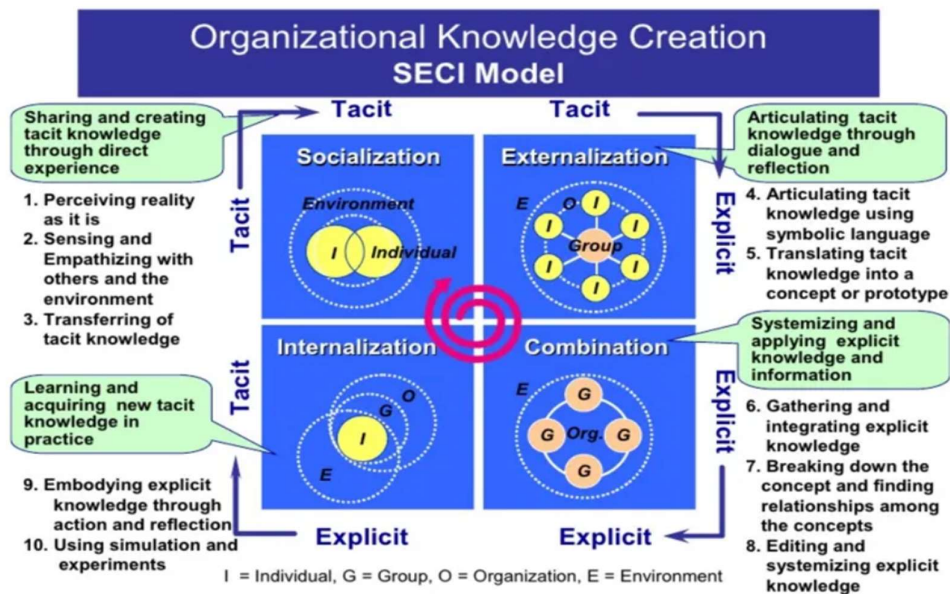 Organizational Knowledge Creation
SECI Model
Tacit
Tacit
Sharing and creating
tacit knowledge
through direct
experience
1. Perceiving reality
as it is
2. Sensing and
Empathizing with
others and the
environment
3. Transferring of
tacit knowledge
Tacit
Socialization
Environment
I
Individual
Externalization
E
O
I
I
I
Group
I
I
I
Explicit
Articulating tacit
knowledge through
dialogue and
reflection
4. Articulating tacit
knowledge using
symbolic language
5. Translating tacit
knowledge into a
concept or prototype
Learning and
acquiring new tacit
knowledge in
practice
9. Embodying explicit
knowledge through
action and reflection
10. Using simulation and
experiments
Tacit
Internalization
O
G
I
E
Combination
E
G
G
Org.
G
G
Explicit
Systemizing and
applying explicit
knowledge and
information
6. Gathering and
integrating explicit
knowledge
7. Breaking down the
concept and finding
relationships among
the concepts
8. Editing and
systemizing explicit
knowledge
Explicit
Explicit
I = Individual, G = Group, O = Organization, E = Environment